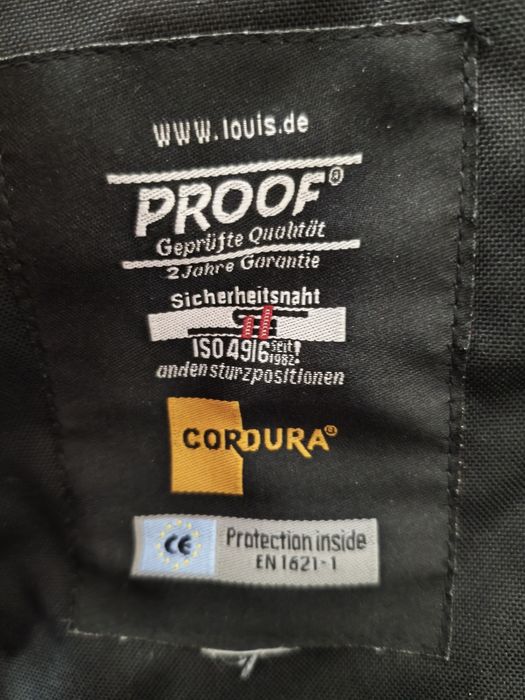 www.louis.de
PROOF®
Geprüfte Qualität
2 Jahre Garantie
Sicherheitsnaht
ISO 4916 seit 1982!
an den sturzpositionen
CORDURA®
CE Protection inside
EN 1621-1